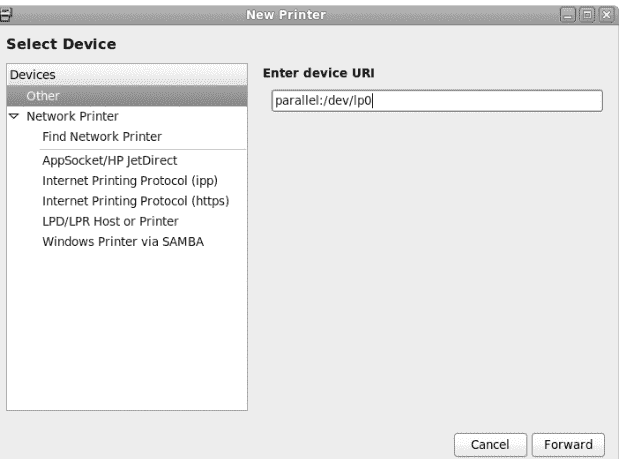 New Printer
Select Device
Devices
Other
Network Printer
Find Network Printer
AppSocket/HP JetDirect
Internet Printing Protocol (ipp)
Internet Printing Protocol (https)
LPD/LPR Host or Printer
Windows Printer via SAMBA
Enter device URI
parallel:/dev/lp0
Cancel
Forward